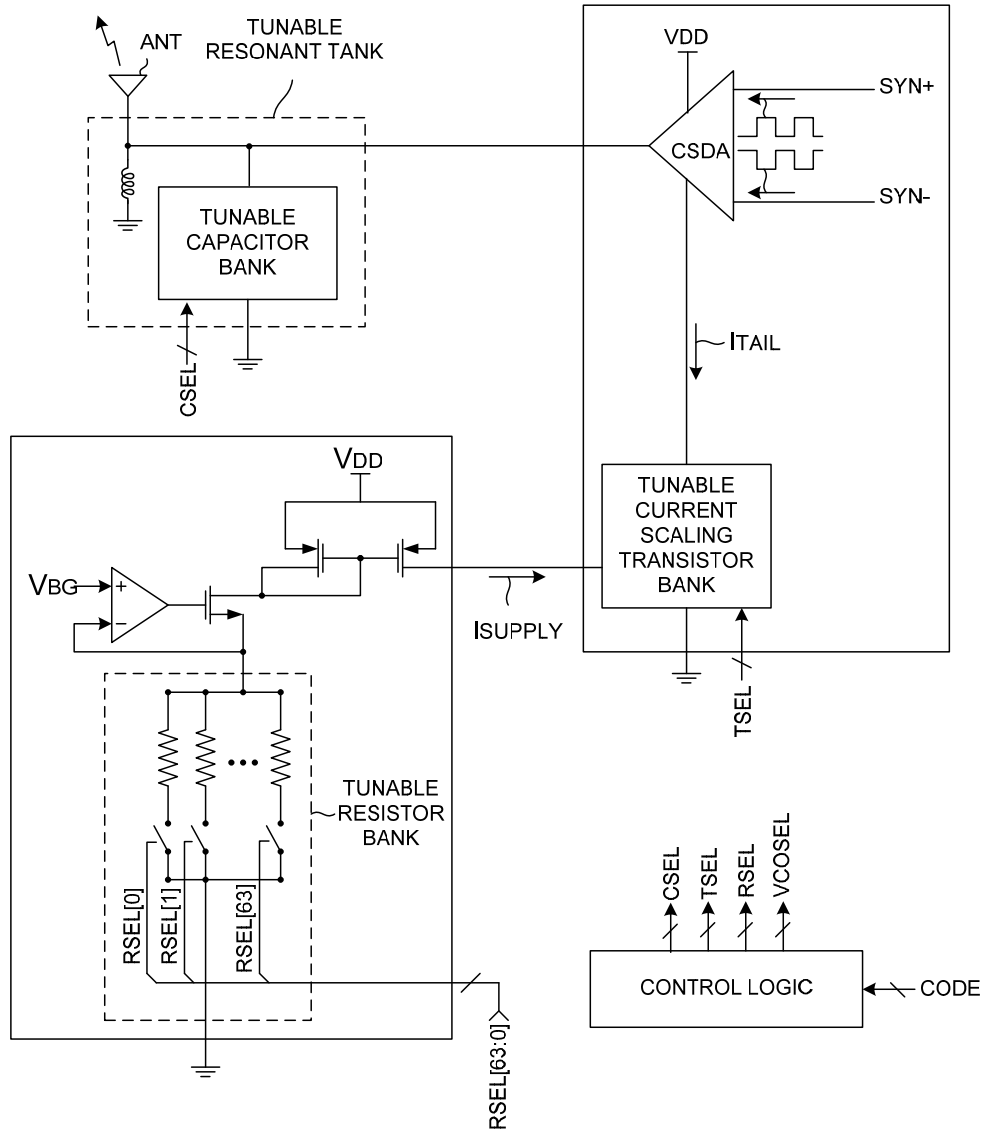 TUNABLE
RESONANT TANK
ANT
VDD
SYN+
CSDA
SYN-
TUNABLE
CAPACITOR
BANK
CSEL
ITAIL
VDD
TUNABLE
CURRENT
SCALING
TRANSISTOR
BANK
VBG
+
−
ISUPPLY
TSEL
TUNABLE
RESISTOR
BANK
RSEL[0]
RSEL[1]
RSEL[63]
RSEL[63:0]
CSEL
TSEL
RSEL
VCOSEL
CONTROL LOGIC
CODE